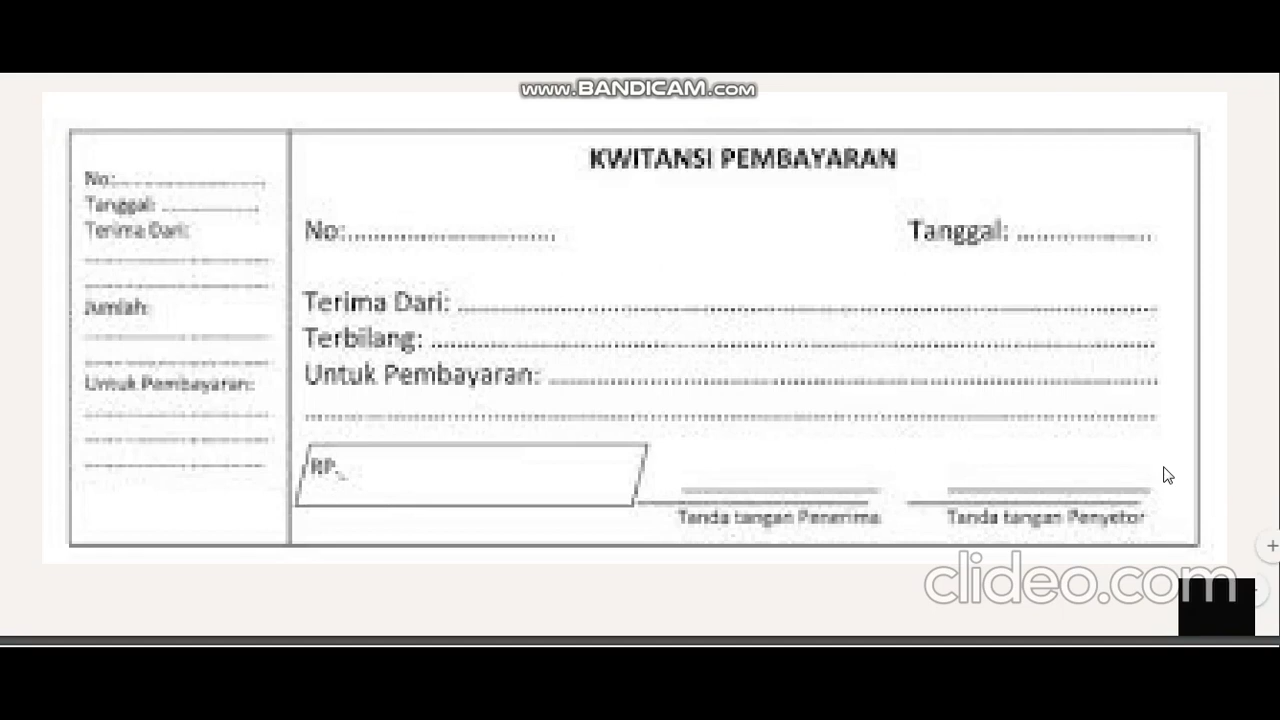 www.BANDICAM.com
No:
Tanggal:
Terima Dari:
Jumlah:
Untuk Pembayaran:
KWITANSI PEMBAYARAN
No:
Tanggal:
Terima Dari:
Terbilang:
Untuk Pembayaran:
RP.
Tanda tangan Penerima
Tanda tangan Penyetor
clideo.com